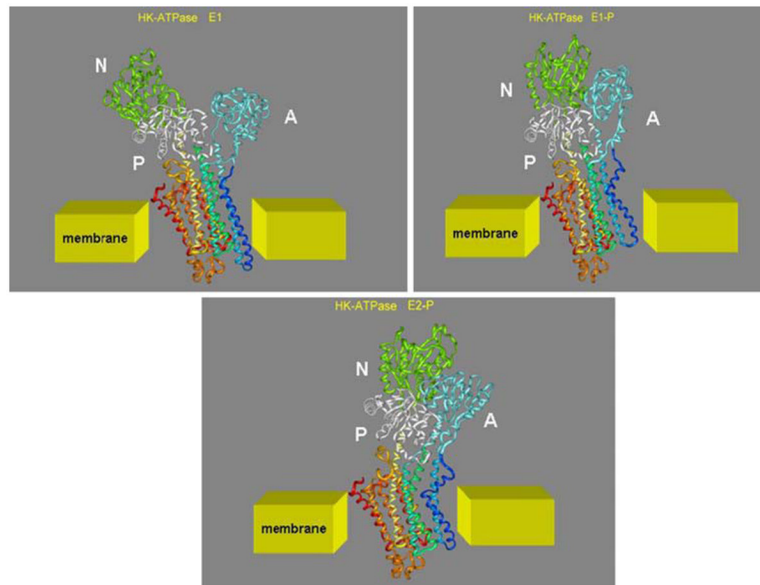 HK-ATPase E1
N
A
P
membrane
HK-ATPase E1-P
N
A
P
membrane
HK-ATPase E2-P
N
P
A
membrane